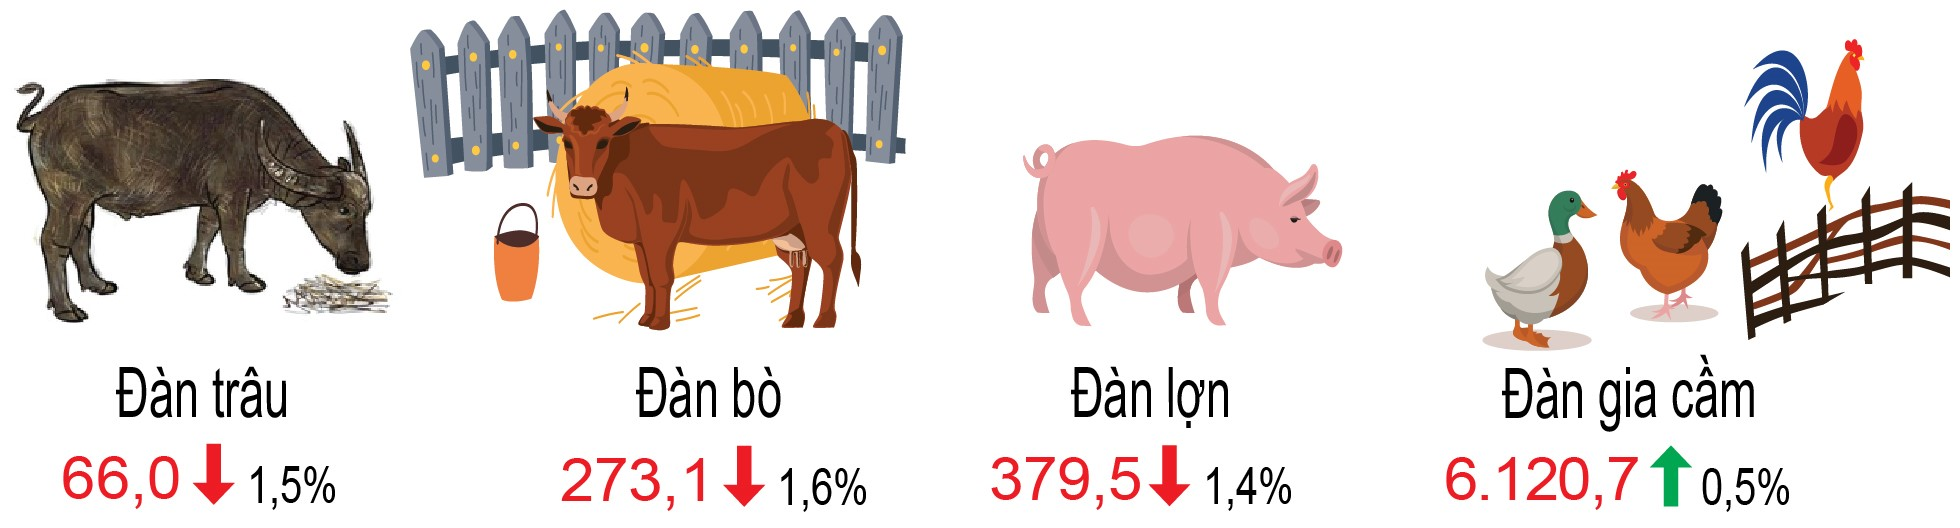 Đàn trâu
66,0 1,5%
Đàn bò
273,1 1,6%
Đàn lợn
379,5 1,4%
Đàn gia cầm
6.120,7 0,5%